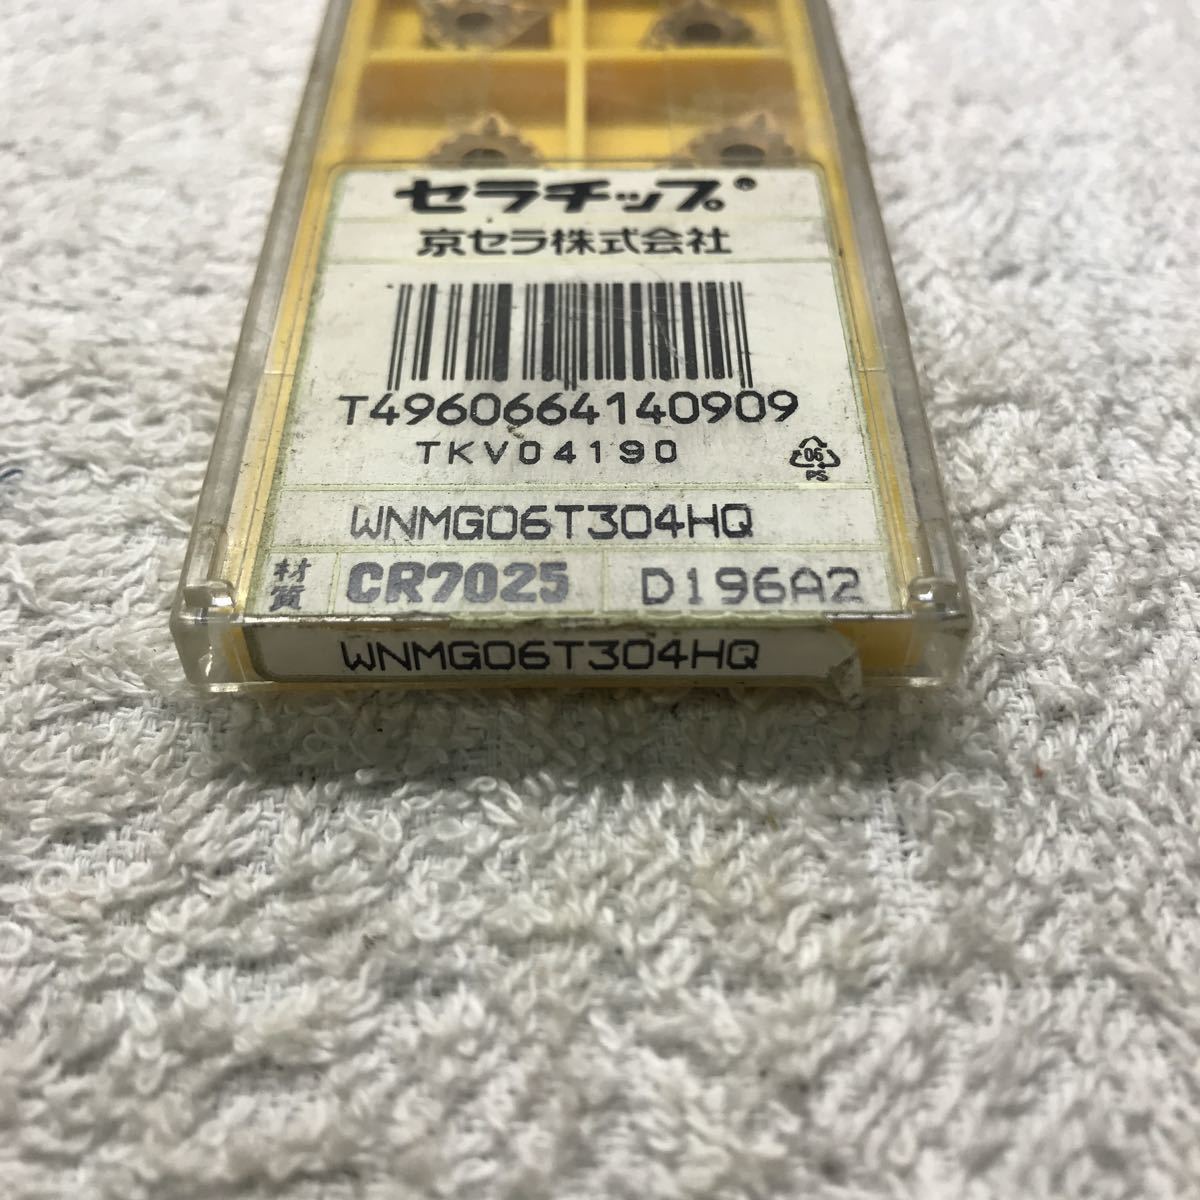 セラチップ®
京セラ株式会社
T4960664140909
TKV04190
06
PS
WNMG06T304HQ
材質 CR7025 D196A2
WNMG06T304HQ